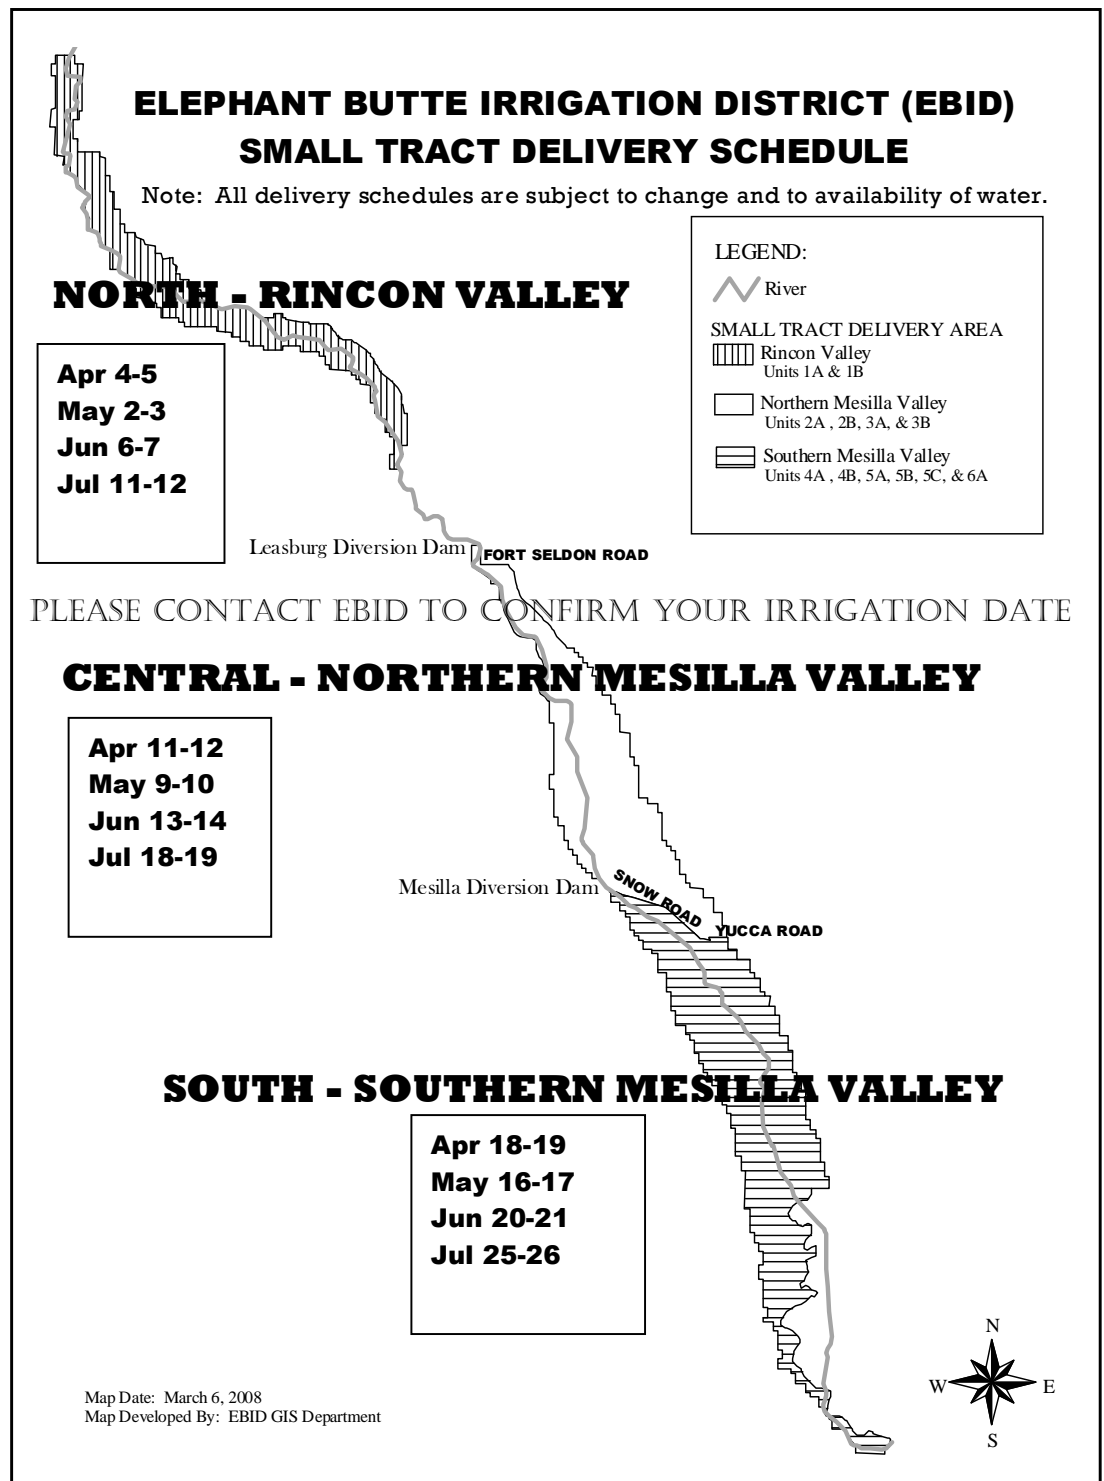 ELEPHANT BUTTE IRRIGATION DISTRICT (EBID)
SMALL TRACT DELIVERY SCHEDULE
Note: All delivery schedules are subject to change and to availability of water.
LEGEND:
River
SMALL TRACT DELIVERY AREA
Rincon Valley
Units 1A & 1B
Northern Mesilla Valley
Units 2A , 2B, 3A, & 3B
Southern Mesilla Valley
Units 4A , 4B, 5A, 5B, 5C, & 6A
NORTH - RINCON VALLEY
Apr 4-5
May 2-3
Jun 6-7
Jul 11-12
Leasburg Diversion Dam
FORT SELDON ROAD
PLEASE CONTACT EBID TO CONFIRM YOUR IRRIGATION DATE
CENTRAL - NORTHERN MESILLA VALLEY
Apr 11-12
May 9-10
Jun 13-14
Jul 18-19
Mesilla Diversion Dam
SNOW ROAD
YUCCA ROAD
SOUTH - SOUTHERN MESILLA VALLEY
Apr 18-19
May 16-17
Jun 20-21
Jul 25-26
N
W
E
S
Map Date: March 6, 2008
Map Developed By: EBID GIS Department